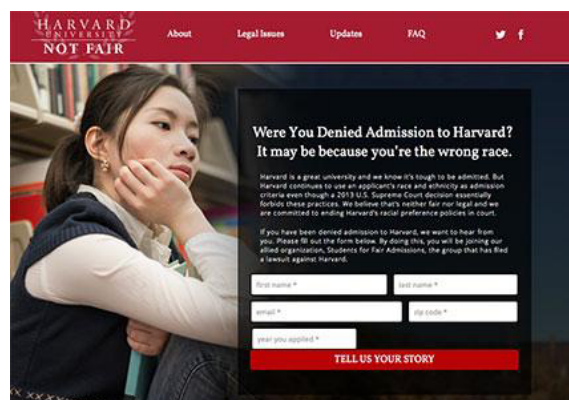 HARVARD
UNIVERSITY
NOT FAIR
About Legal Issues Updates FAQ
Were You Denied Admission to Harvard?
It may be because you're the wrong race.
Harvard is a great university and we know it's tough to be admitted. But
Harvard continues to use an applicant's race and ethnicity as admission
criteria even though a 2013 U.S. Supreme Court decision essentially
forbids these practices. We believe that's neither fair nor legal and we
are committed to ending Harvard's racial preference policies in court.
If you have been denied admission to Harvard, we want to hear from
you. Please fill out the form below. By doing this, you will be joining our
allied organization, Students for Fair Admissions, the group that has filed
a lawsuit against Harvard.
first name * last name *
email * zip code *
year you applied *
TELL US YOUR STORY